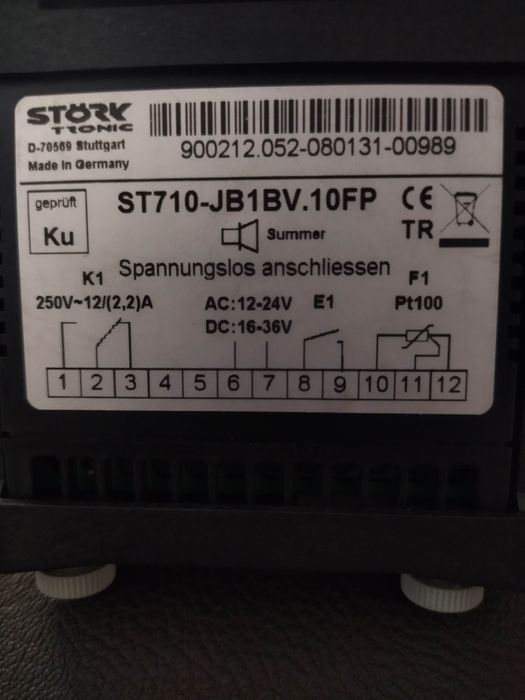 STÖRK
TRONIC
D-70569 Stuttgart
Made in Germany
900212.052-080131-00989
geprüft
Ku
ST710-JB1BV.10FP
CE
TR
Summer
Spannungslos anschliessen
K1
250V~12/(2,2)A
AC:12-24V
DC:16-36V
E1
F1
Pt100
1 2 3 4 5 6 7 8 9 10 11 12